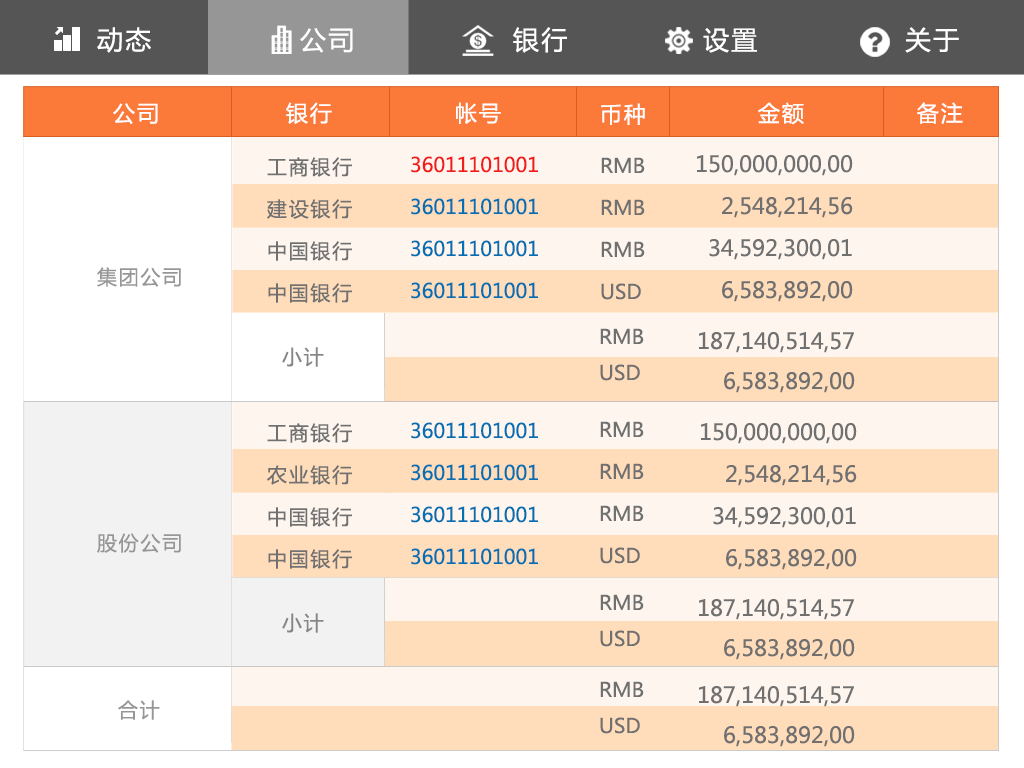 动态 公司 银行 设置 关于
公司 银行 帐号 币种 金额 备注
工商银行 36011101001 RMB 150,000,000,00
建设银行 36011101001 RMB 2,548,214,56
中国银行 36011101001 RMB 34,592,300,01
集团公司
中国银行 36011101001 USD 6,583,892,00
RMB 187,140,514,57
小计
USD 6,583,892,00
工商银行 36011101001 RMB 150,000,000,00
农业银行 36011101001 RMB 2,548,214,56
中国银行 36011101001 RMB 34,592,300,01
股份公司
中国银行 36011101001 USD 6,583,892,00
RMB 187,140,514,57
小计
USD 6,583,892,00
RMB 187,140,514,57
合计
USD 6,583,892,00